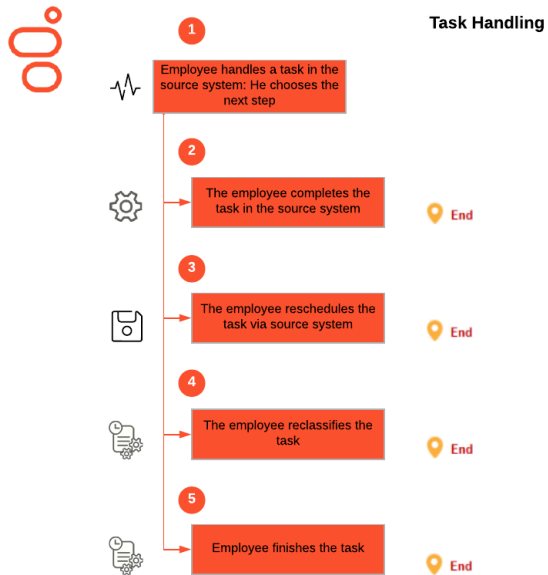 Task Handling
1
Employee handles a task in the
source system: He chooses the
next step
2
The employee completes the
task in the source system
End
3
The employee reschedules the
task via source system
End
4
The employee reclassifies the
task
End
5
Employee finishes the task
End